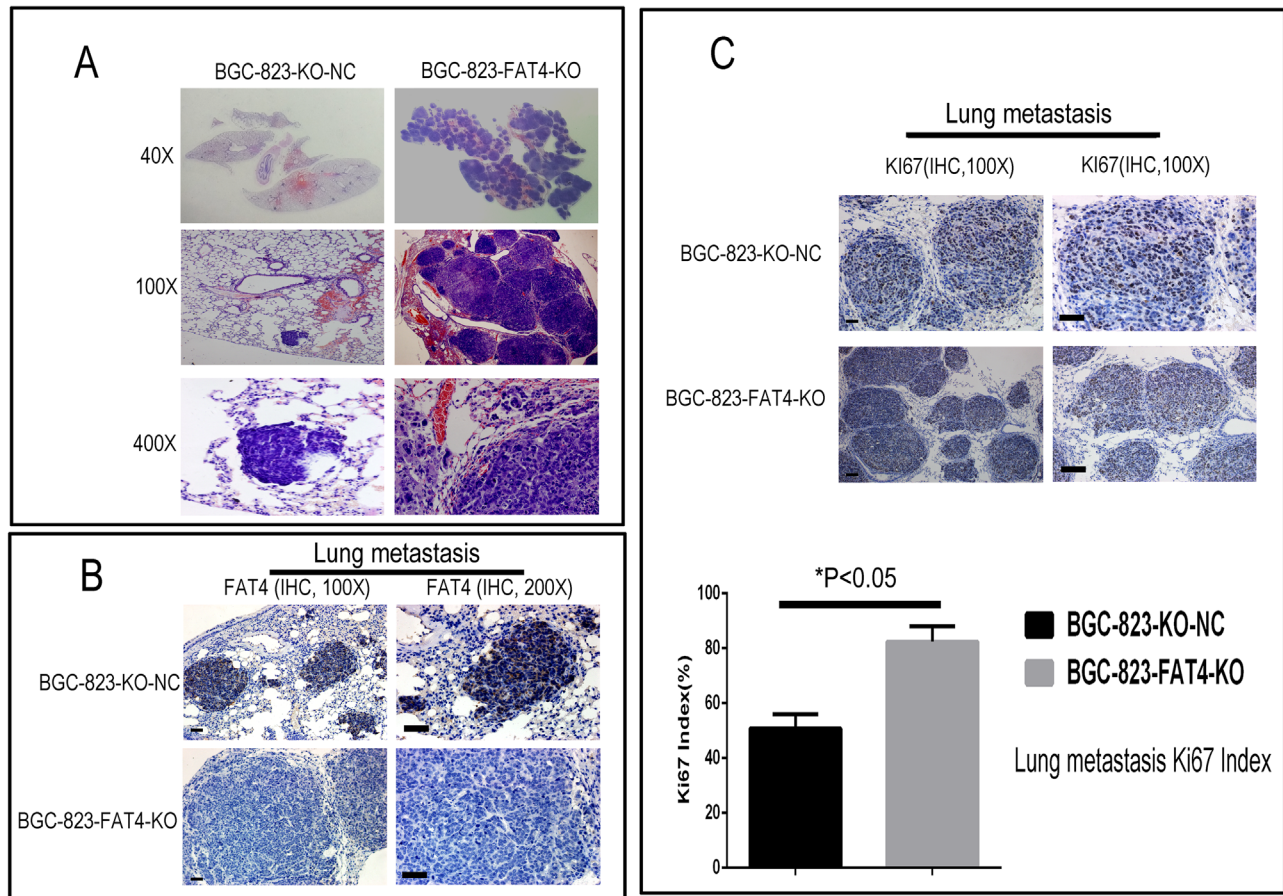 A
BGC-823-KO-NC
BGC-823-FAT4-KO
40X
100X
400X
B
Lung metastasis
FAT4 (IHC, 100X)
FAT4 (IHC, 200X)
BGC-823-KO-NC
BGC-823-FAT4-KO
C
Lung metastasis
KI67(IHC,100X)
KI67(IHC,100X)
BGC-823-KO-NC
BGC-823-FAT4-KO
*P<0.05
100
80
60
40
20
0
Ki67 Index(%)
BGC-823-KO-NC
BGC-823-FAT4-KO
Lung metastasis Ki67 Index